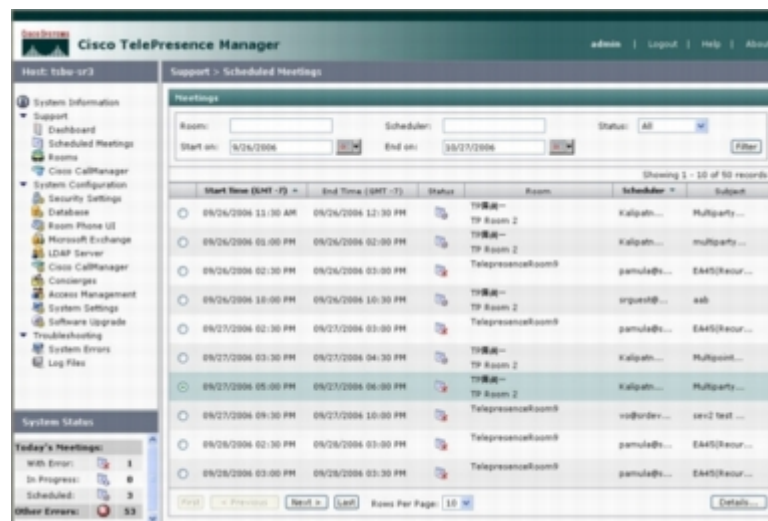 CISCO SYSTEMS
Cisco TelePresence Manager
admin | Logout | Help | About
Host: tsbu-sr3
Support > Scheduled Meetings
System Information
Support
Dashboard
Scheduled Meetings
Rooms
Cisco CallManager
System Configuration
Security Settings
Database
Room Phone UI
Microsoft Exchange
LDAP Server
Cisco CallManager
Concierges
Access Management
System Settings
Software Upgrade
Troubleshooting
System Errors
Log Files
System Status
Today's Meetings:
With Error: 1
In Progress: 0
Scheduled: 3
Other Errors: 53
Meetings
Room: Scheduler: Status: All
Start on: 9/26/2006 End on: 10/27/2006 Filter
Showing 1 - 10 of 50 records
Start Time (GMT -7) End Time (GMT -7) Status Room Scheduler Subject
09/26/2006 11:30 AM 09/26/2006 12:30 PM TP Room 2 Kalipatn... Multiparty...
09/26/2006 01:00 PM 09/26/2006 02:00 PM TP Room 2 Kalipatn... multiparty...
09/26/2006 02:30 PM 09/26/2006 03:00 PM TelepresenceRoom9 pamula@s... EA45(Recur...
09/26/2006 10:00 PM 09/26/2006 10:30 PM TP Room 2 srguest@... aab
09/27/2006 02:30 PM 09/27/2006 03:00 PM TelepresenceRoom9 pamula@s... EA45(Recur...
09/27/2006 03:30 PM 09/27/2006 04:30 PM TP Room 2 Kalipatn... Multipoint...
09/27/2006 05:00 PM 09/27/2006 06:00 PM TP Room 2 Kalipatn... Multiparty...
09/27/2006 09:30 PM 09/27/2006 10:00 PM TelepresenceRoom9 vo@srdev... sev2 test ...
09/28/2006 02:30 PM 09/28/2006 03:00 PM TelepresenceRoom9 pamula@s... EA45(Recur...
09/28/2006 03:00 PM 09/28/2006 03:30 PM TelepresenceRoom9 pamula@s... EA45(Recur...
First < Previous Next > Last Rows Per Page: 10 Details...